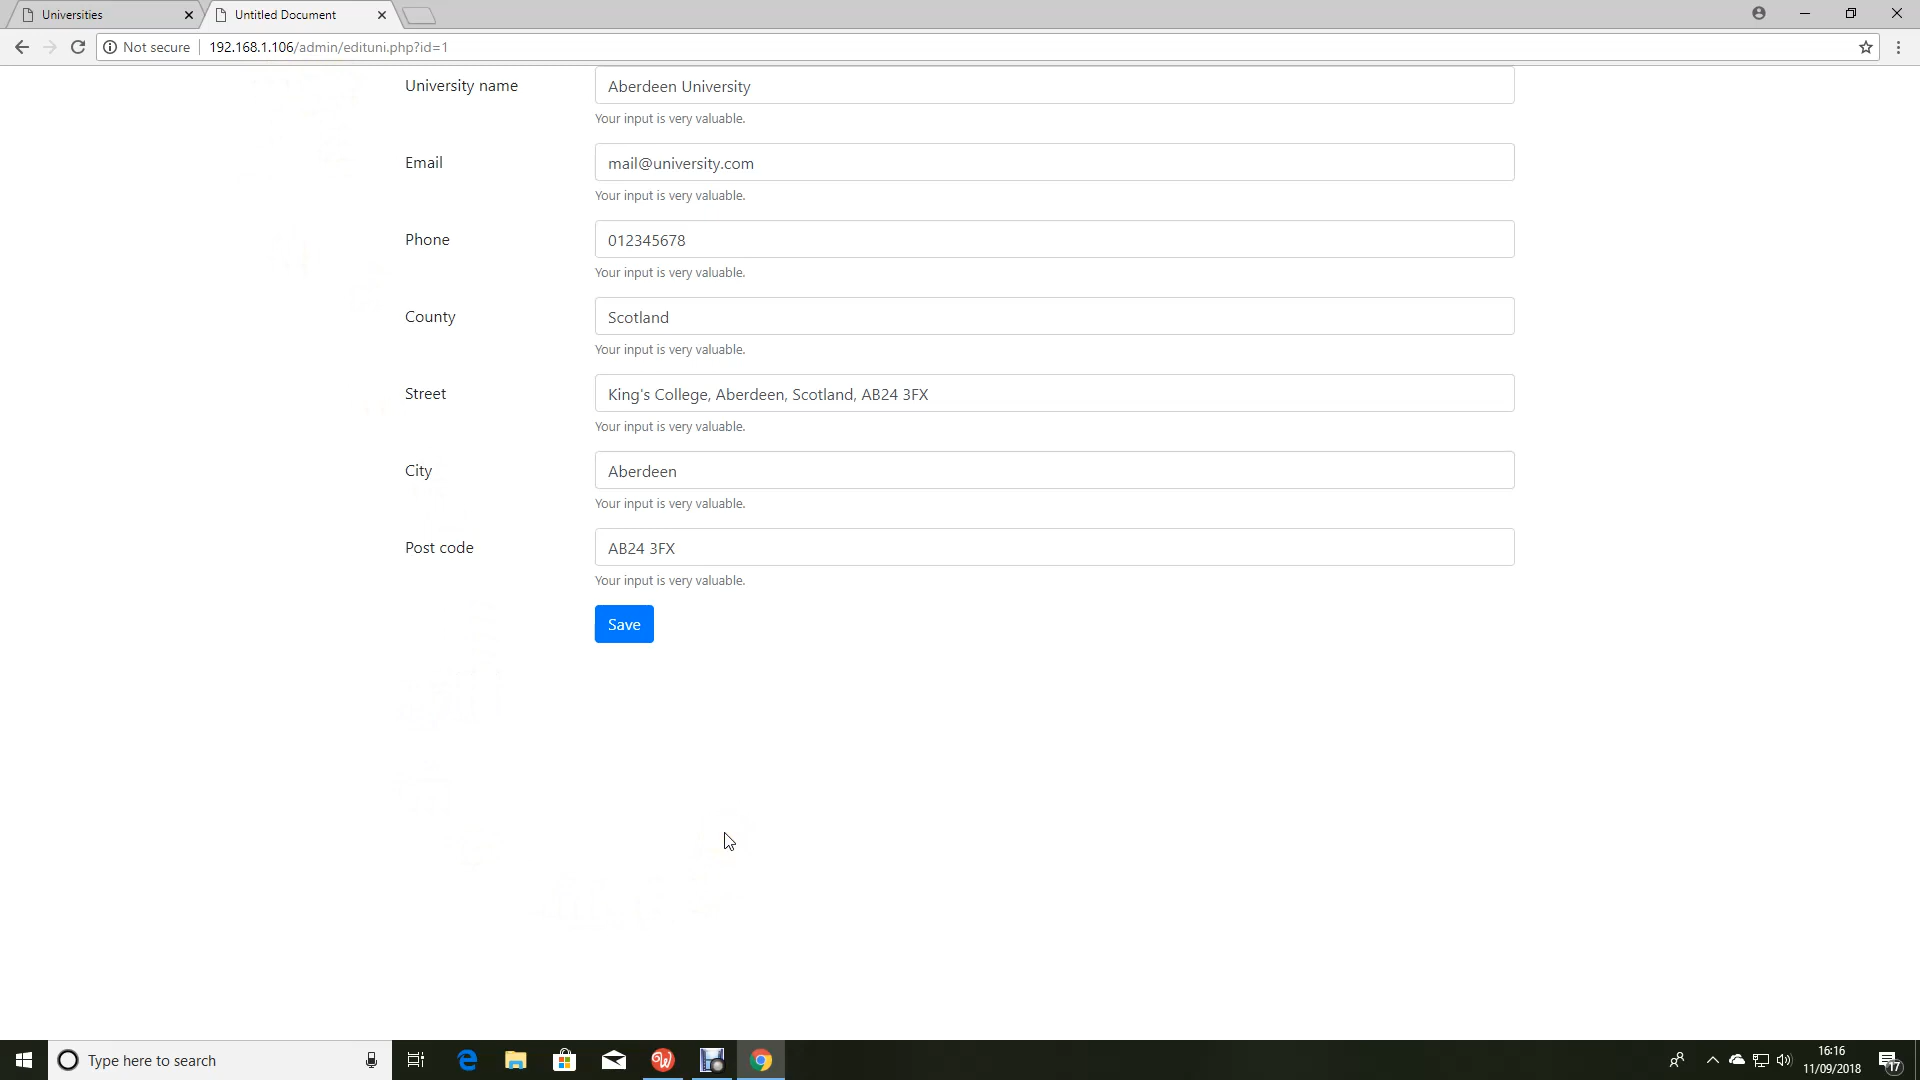 Universities
Untitled Document
Not secure
192.168.1.106/admin/edituni.php?id=1
University name
Aberdeen University
Your input is very valuable.
Email
mail@university.com
Your input is very valuable.
Phone
012345678
Your input is very valuable.
County
Scotland
Your input is very valuable.
Street
King's College, Aberdeen, Scotland, AB24 3FX
Your input is very valuable.
City
Aberdeen
Your input is very valuable.
Post code
AB24 3FX
Your input is very valuable.
Save
Type here to search
16:16
11/09/2018
17